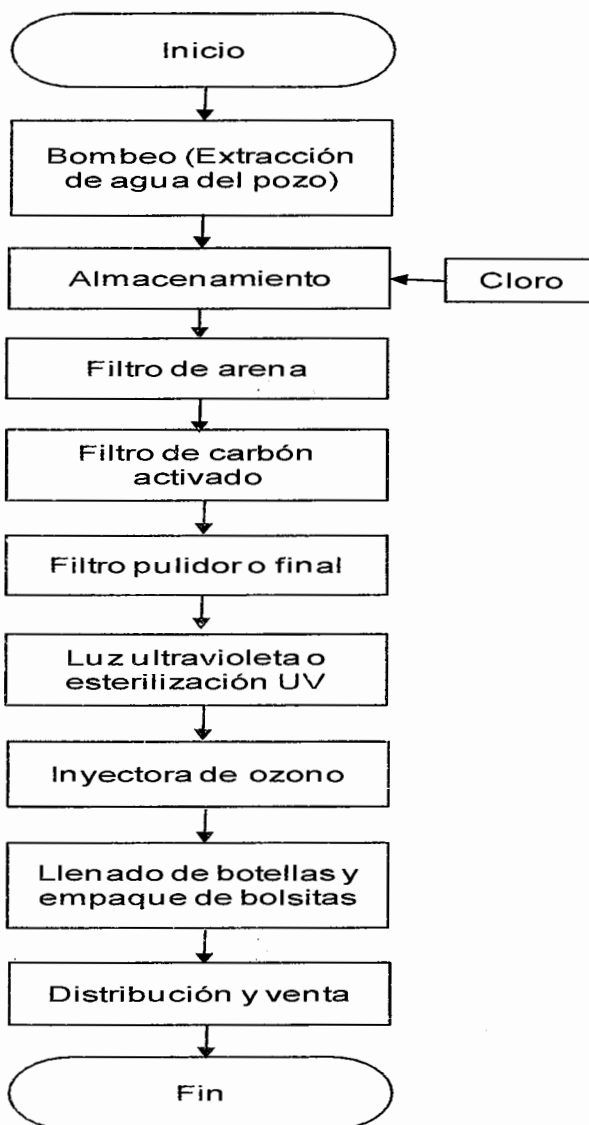 Inicio
Bombeo (Extracción
de agua del pozo)
Almacenamiento
Cloro
Filtro de arena
Filtro de carbón
activado
Filtro pulidor o final
Luz ultravioleta o
esterilización UV
Inyectora de ozono
Llenado de botellas y
empaque de bolsitas
Distribución y venta
Fin